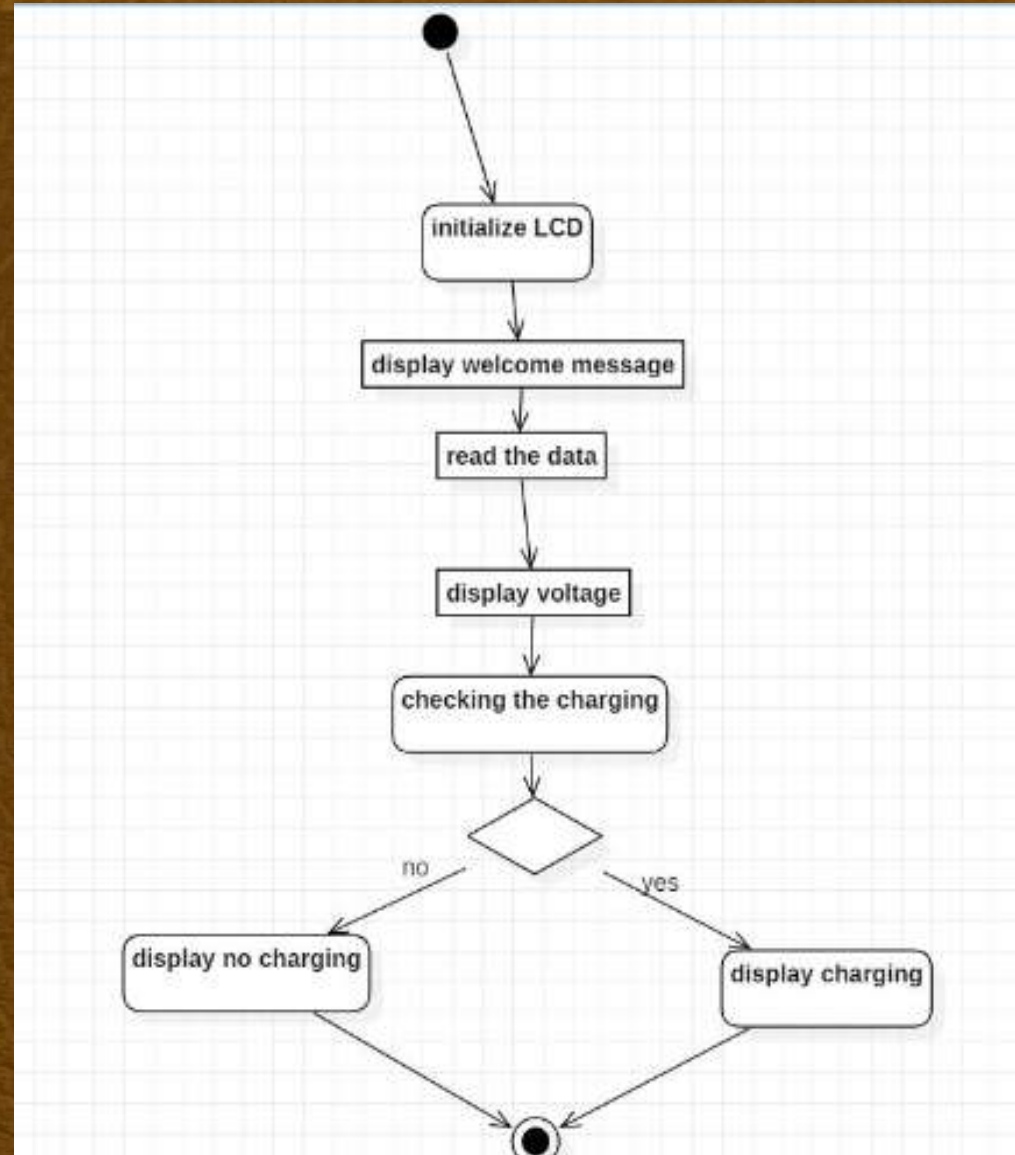 initialize LCD
display welcome message
read the data
display voltage
checking the charging
no
yes
display no charging
display charging